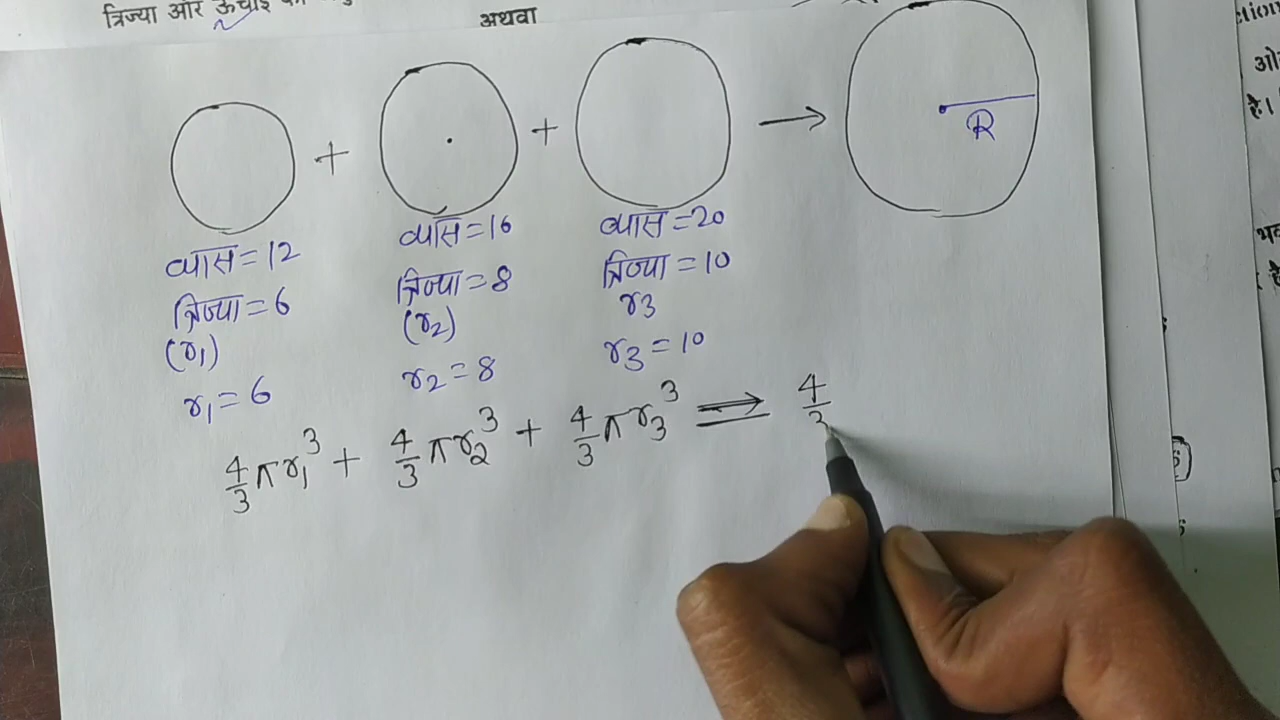 त्रिज्या और ऊंचाई
अथवा
+ + → R
व्यास = 12 व्यास = 16 व्यास = 20
त्रिज्या = 6 त्रिज्या = 8 त्रिज्या = 10
(r1) (r2) r3
r1 = 6 r2 = 8 r3 = 10
4/3 πr1³ + 4/3 πr2³ + 4/3 πr3³ ⇒ 4/3
ction
है।